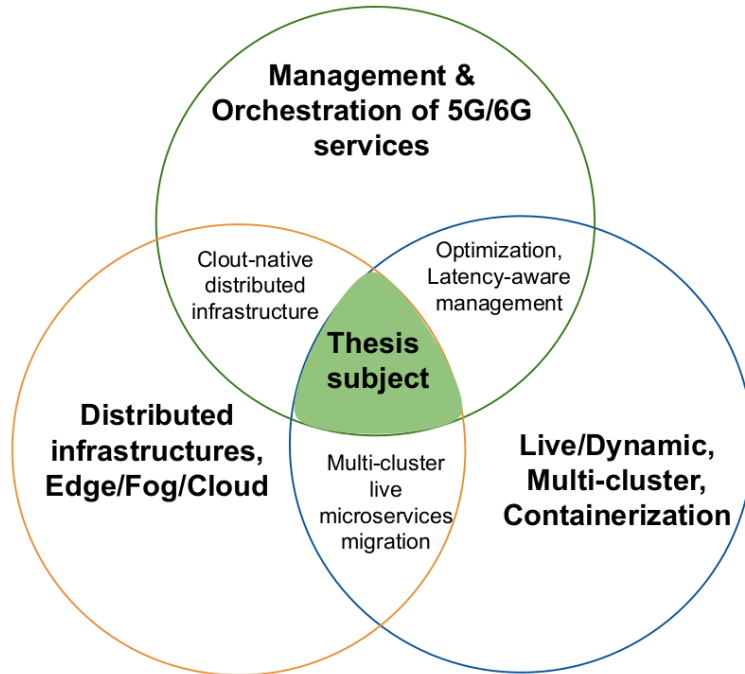 Management &
Orchestration of 5G/6G
services
Clout-native
distributed
infrastructure
Optimization,
Latency-aware
management
Thesis
subject
Distributed
infrastructures,
Edge/Fog/Cloud
Multi-cluster
live
microservices
migration
Live/Dynamic,
Multi-cluster,
Containerization